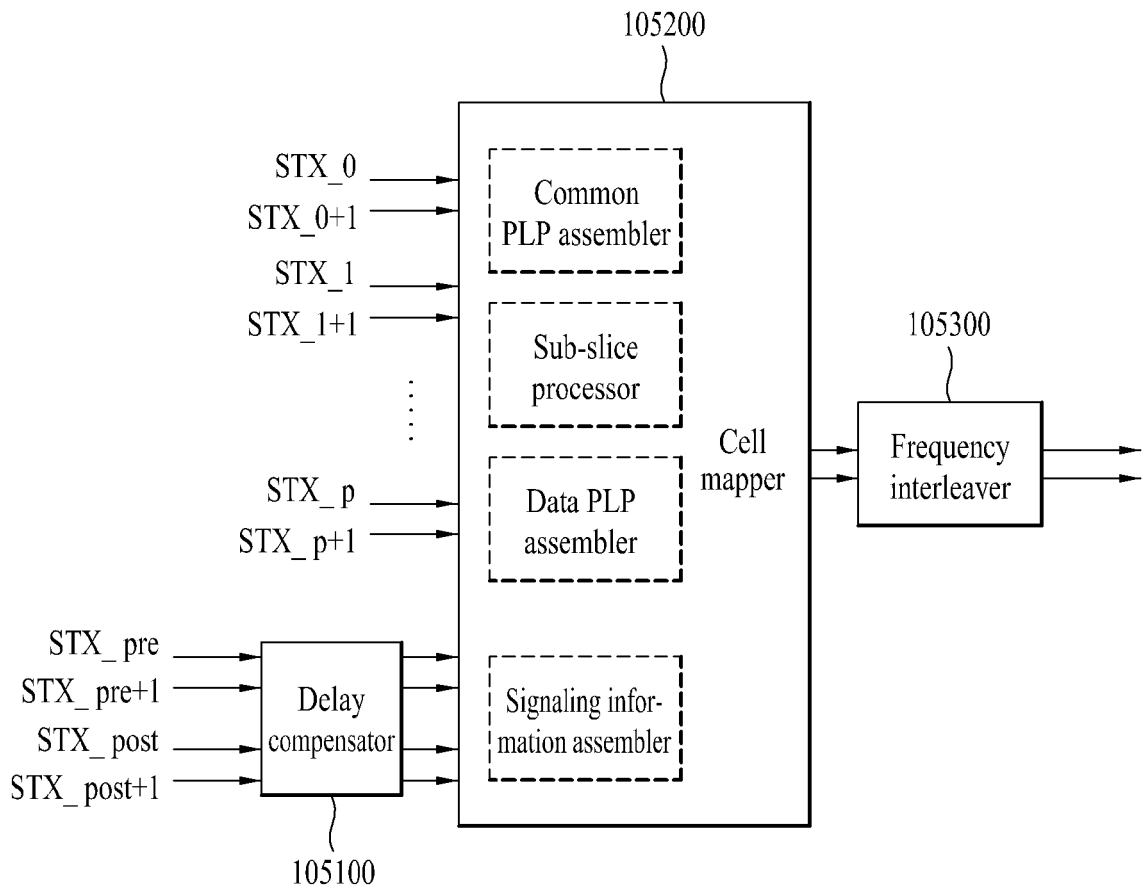 105200
STX_0
STX_0+1
STX_1
STX_1+1
STX_ p
STX_ p+1
STX_ pre
STX_ pre+1
STX_ post
STX_ post+1
Delay
compensator
105100
Common
PLP assembler
Sub-slice
processor
Data PLP
assembler
Signaling infor-
mation assembler
Cell
mapper
105300
Frequency
interleaver